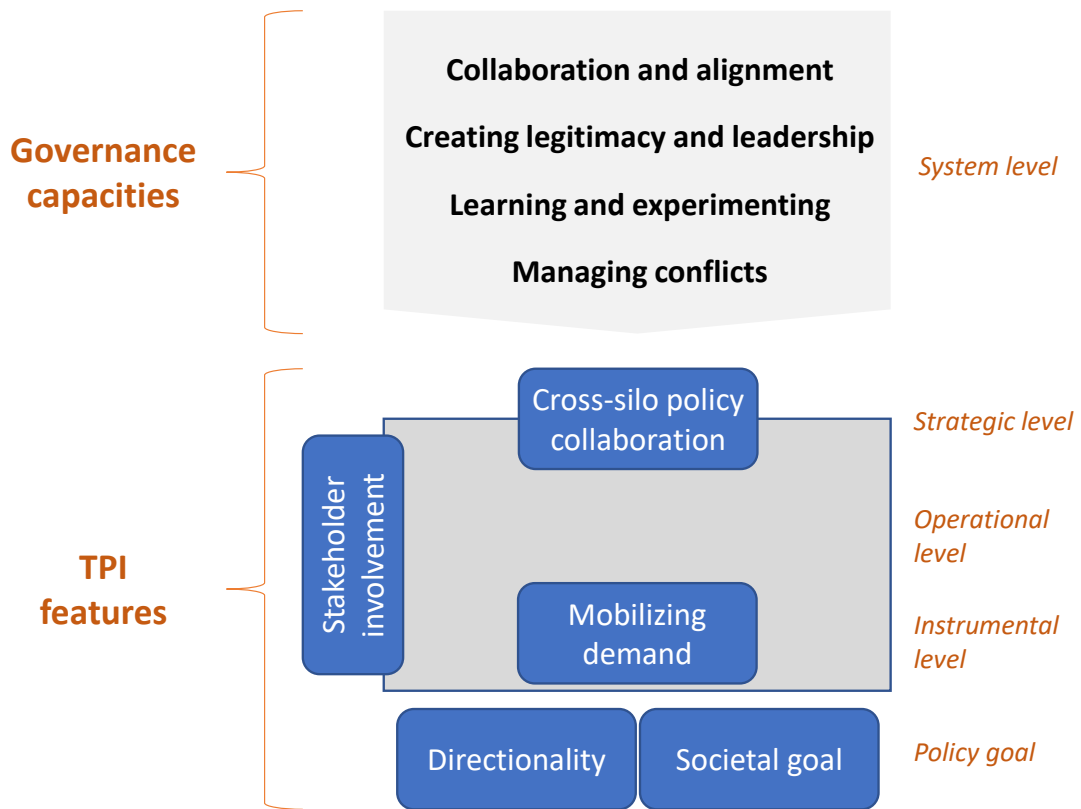 Governance
capacities
Collaboration and alignment
Creating legitimacy and leadership
Learning and experimenting
Managing conflicts
System level
TPI
features
Cross-silo policy
collaboration
Strategic level
Stakeholder
involvement
Operational
level
Mobilizing
demand
Instrumental
level
Directionality
Societal goal
Policy goal